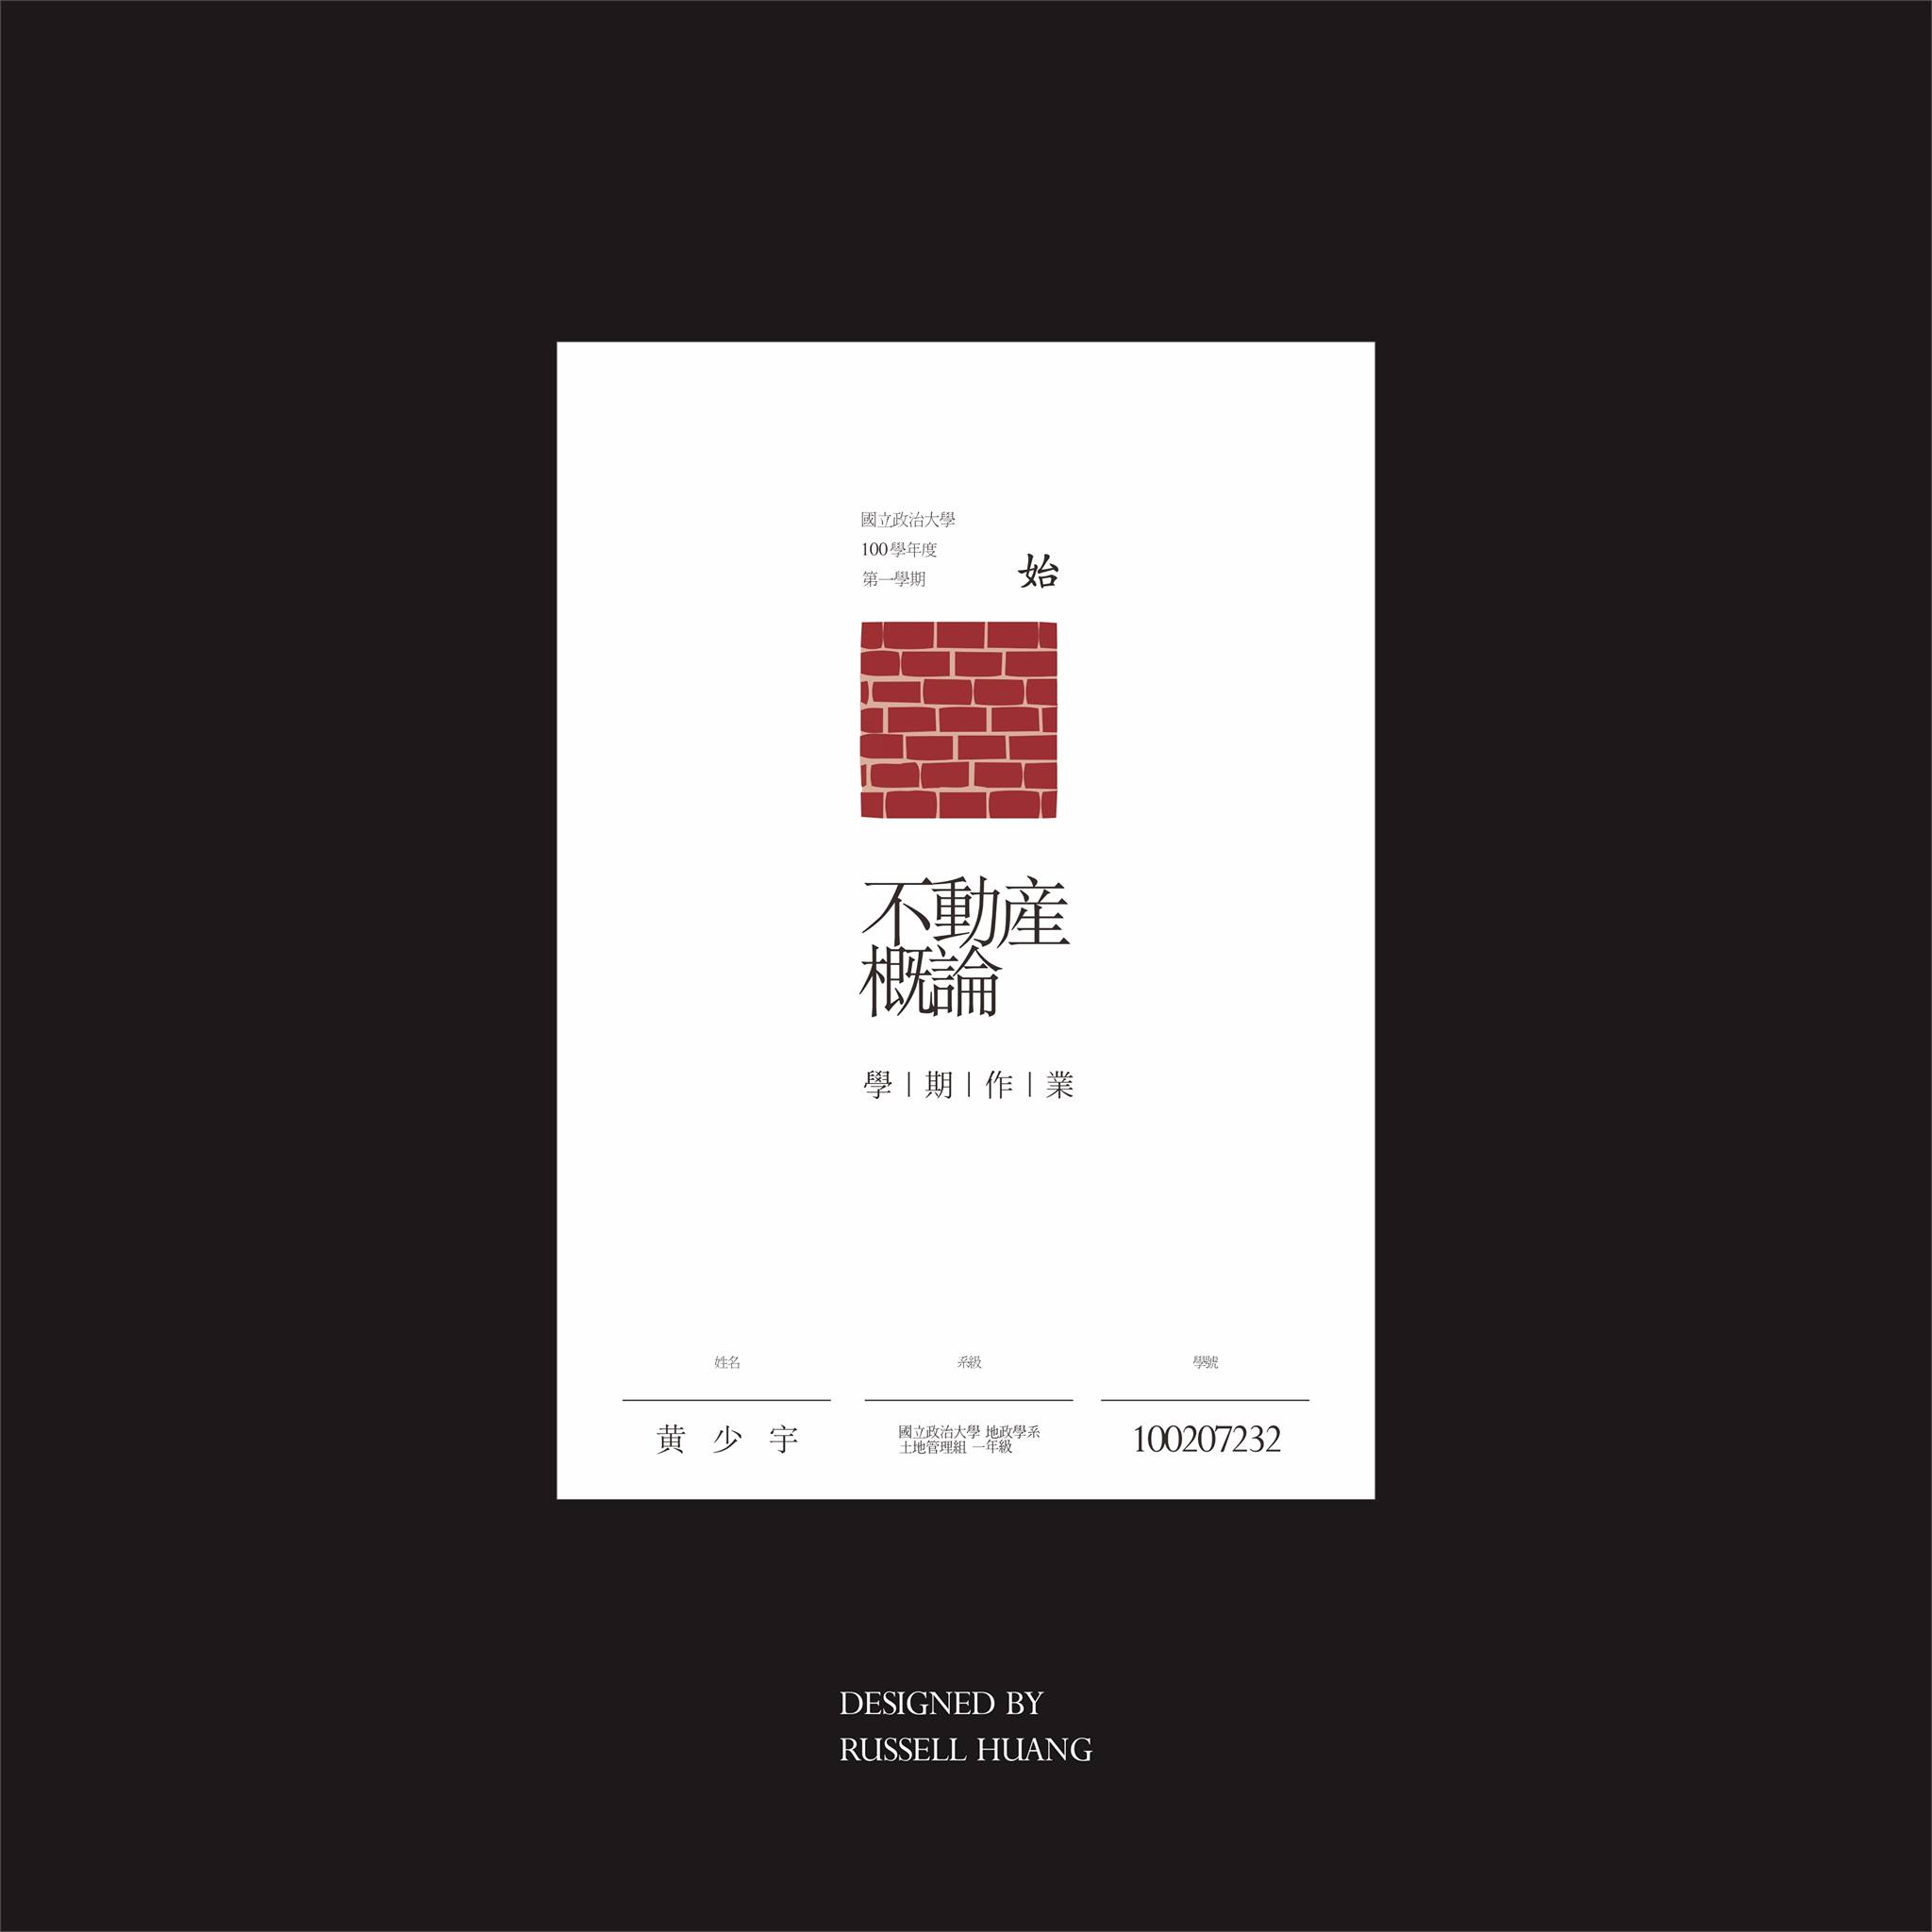 國立政治大學
100學年度
第一學期
始
不動産
概論
學|期|作|業
姓名
系級
學號
黄少宇
國立政治大學 地政學系
土地管理組 一年級
100207232
DESIGNED BY
RUSSELL HUANG